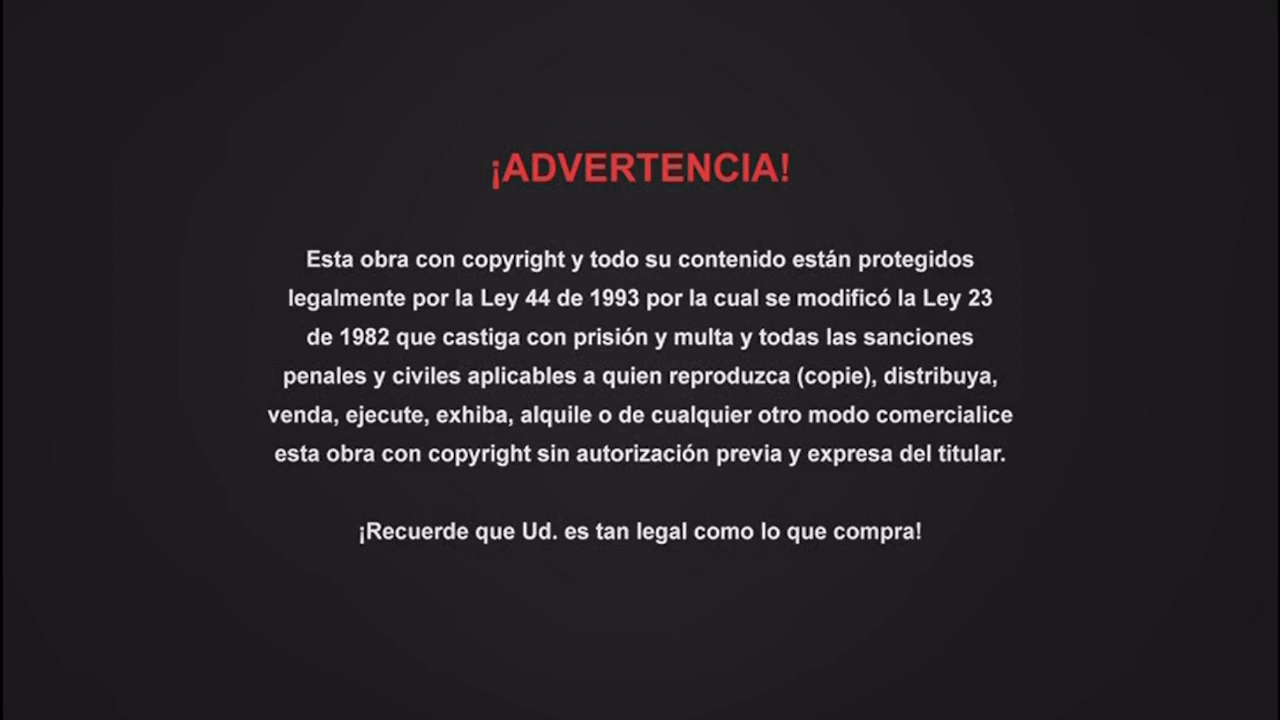 ¡ADVERTENCIA!
Esta obra con copyright y todo su contenido están protegidos
legalmente por la Ley 44 de 1993 por la cual se modificó la Ley 23
de 1982 que castiga con prisión y multa y todas las sanciones
penales y civiles aplicables a quien reproduzca (copie), distribuya,
venda, ejecute, exhiba, alquile o de cualquier otro modo comercialice
esta obra con copyright sin autorización previa y expresa del titular.
¡Recuerde que Ud. es tan legal como lo que compra!